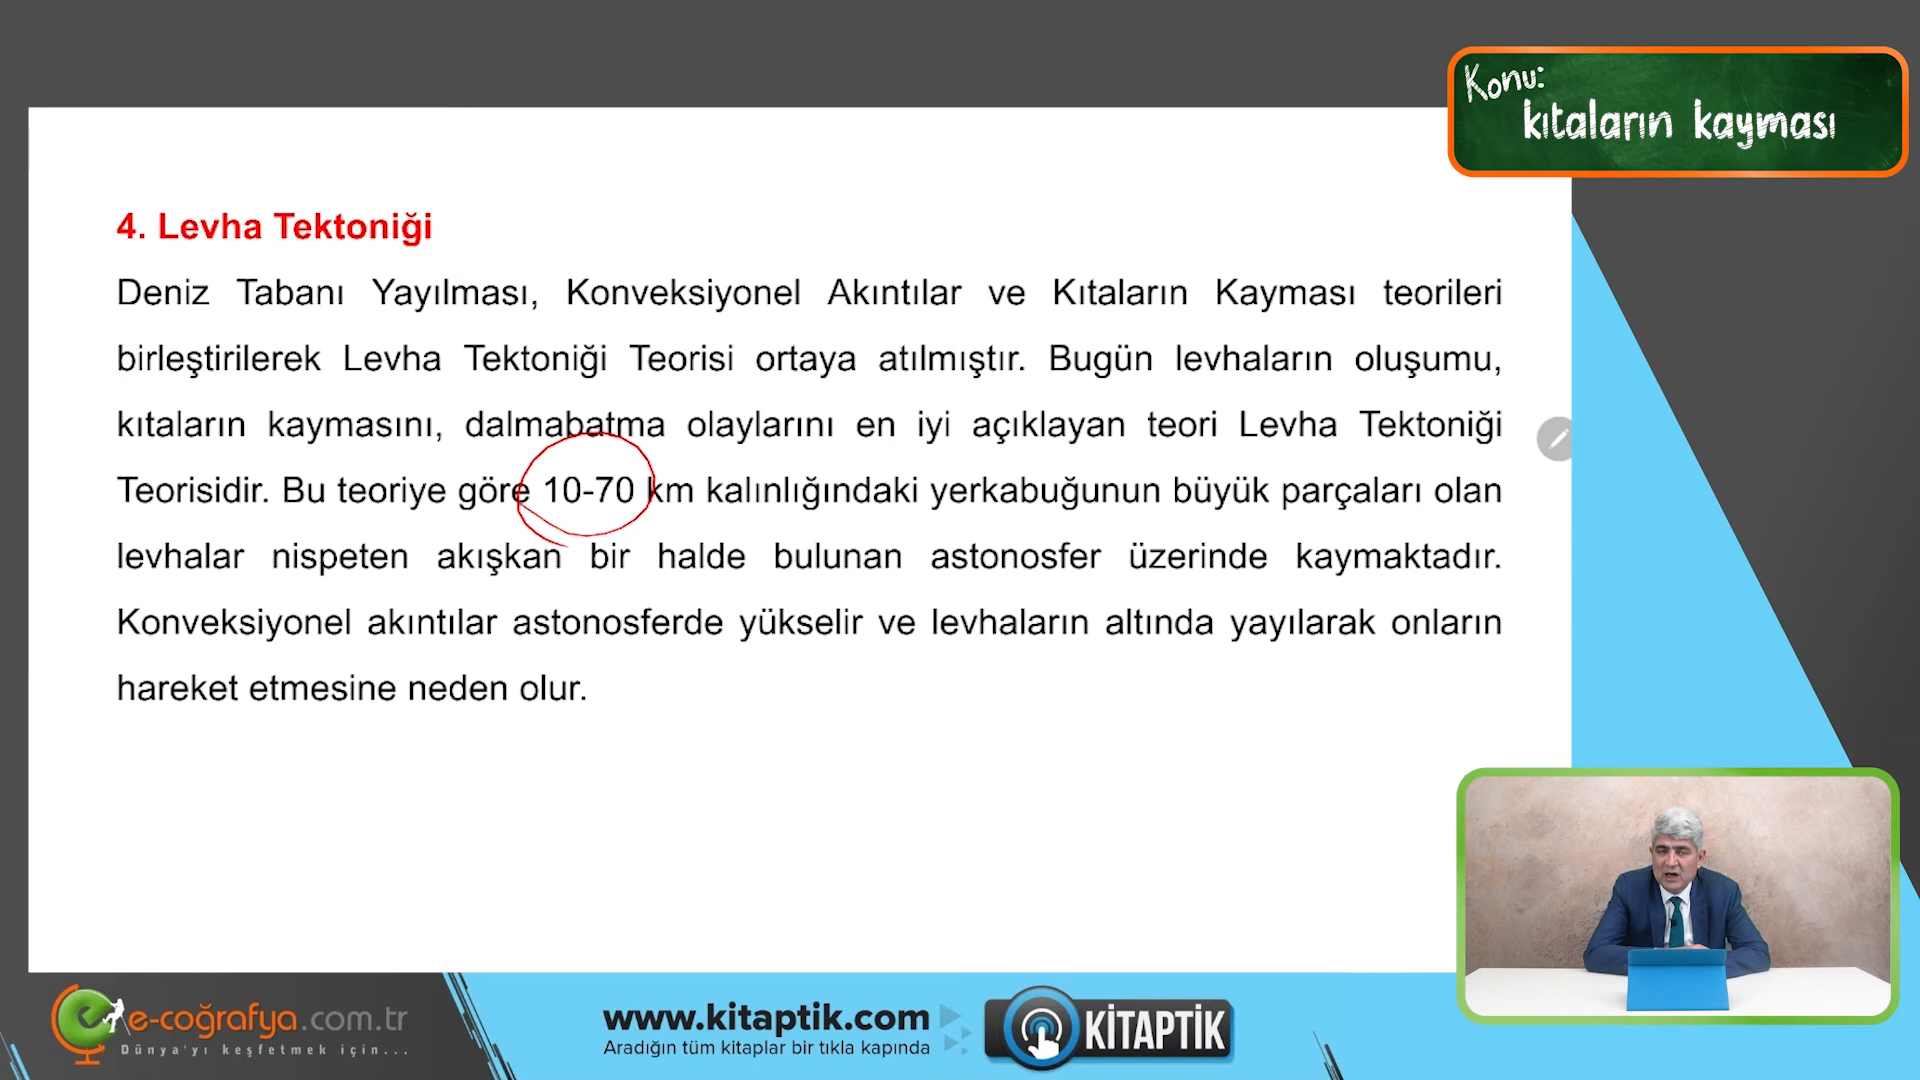 Konu:
kıtaların kayması
4. Levha Tektoniği
Deniz Tabanı Yayılması, Konveksiyonel Akıntılar ve Kıtaların Kayması teorileri
birleştirilerek Levha Tektoniği Teorisi ortaya atılmıştır. Bugün levhaların oluşumu,
kıtaların kaymasını, dalmabatma olaylarını en iyi açıklayan teori Levha Tektoniği
Teorisidir. Bu teoriye göre 10-70 km kalınlığındaki yerkabuğunun büyük parçaları olan
levhalar nispeten akışkan bir halde bulunan astonosfer üzerinde kaymaktadır.
Konveksiyonel akıntılar astonosferde yükselir ve levhaların altında yayılarak onların
hareket etmesine neden olur.
e-coğrafya.com.tr
Dünya'yı keşfetmek için...
www.kitaptik.com
Aradığın tüm kitaplar bir tıkla kapında
KİTAPTIK